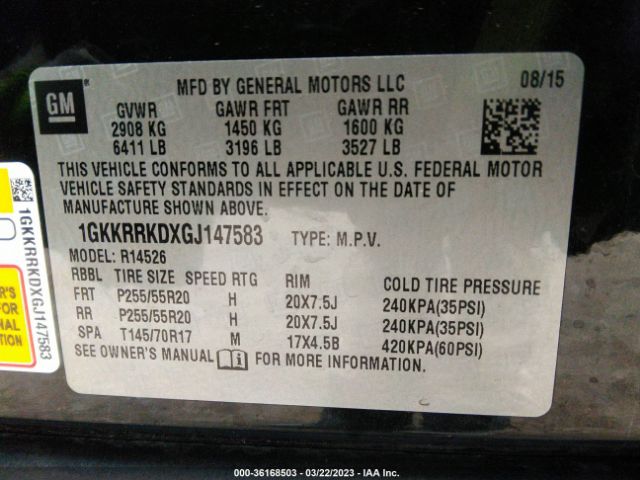 GM
MFD BY GENERAL MOTORS LLC 08/15
GVWR GAWR FRT GAWR RR
2908 KG 1450 KG 1600 KG
6411 LB 3196 LB 3527 LB
THIS VEHICLE CONFORMS TO ALL APPLICABLE U.S. FEDERAL MOTOR
VEHICLE SAFETY STANDARDS IN EFFECT ON THE DATE OF
MANUFACTURE SHOWN ABOVE.
1GKKRRKDXGJ147583 TYPE: M.P.V.
MODEL: R14526
RBBL TIRE SIZE SPEED RTG RIM COLD TIRE PRESSURE
FRT P255/55R20 H 20X7.5J 240KPA(35PSI)
RR P255/55R20 H 20X7.5J 240KPA(35PSI)
SPA T145/70R17 M 17X4.5B 420KPA(60PSI)
SEE OWNER'S MANUAL FOR MORE INFORMATION.
1GKKRRKDXGJ147583
000-36168503 - 03/22/2023 - IAA Inc.